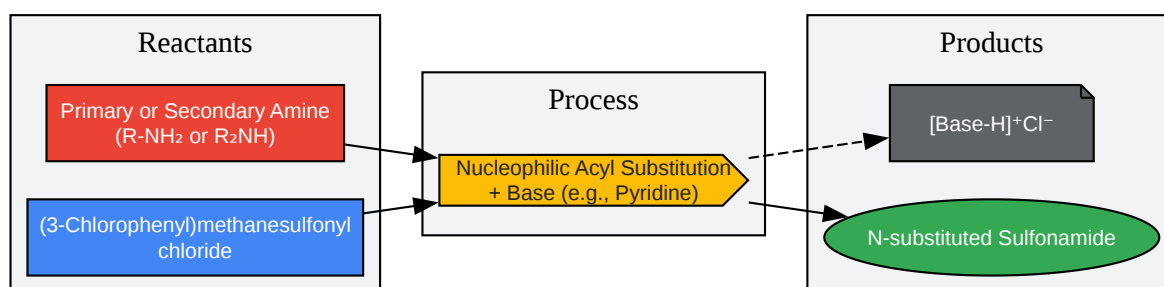 Reactants
Primary or Secondary Amine
(R-NH₂ or R₂NH)
(3-Chlorophenyl)methanesulfonyl
chloride
Process
Nucleophilic Acyl Substitution
+ Base (e.g., Pyridine)
Products
[Base-H]⁺Cl⁻
N-substituted Sulfonamide